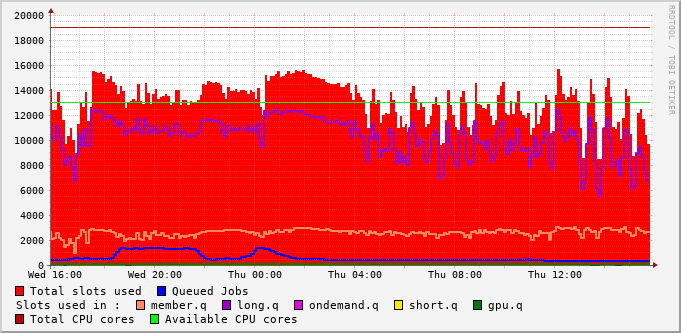 20000
18000
16000
14000
12000
10000
8000
6000
4000
2000
0
Wed 16:00 Wed 20:00 Thu 00:00 Thu 04:00 Thu 08:00 Thu 12:00
Total slots used Queued Jobs
Slots used in : member.q long.q ondemand.q short.q gpu.q
Total CPU cores Available CPU cores
RRDTOOL / TOBI OETIKER